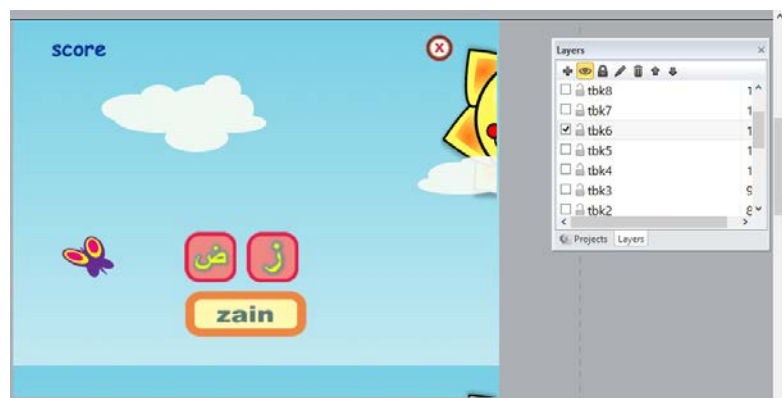 score
X
ض ز
zain
Layers
tbk8
tbk7
tbk6
tbk5
tbk4
tbk3
tbk2
Projects Layers